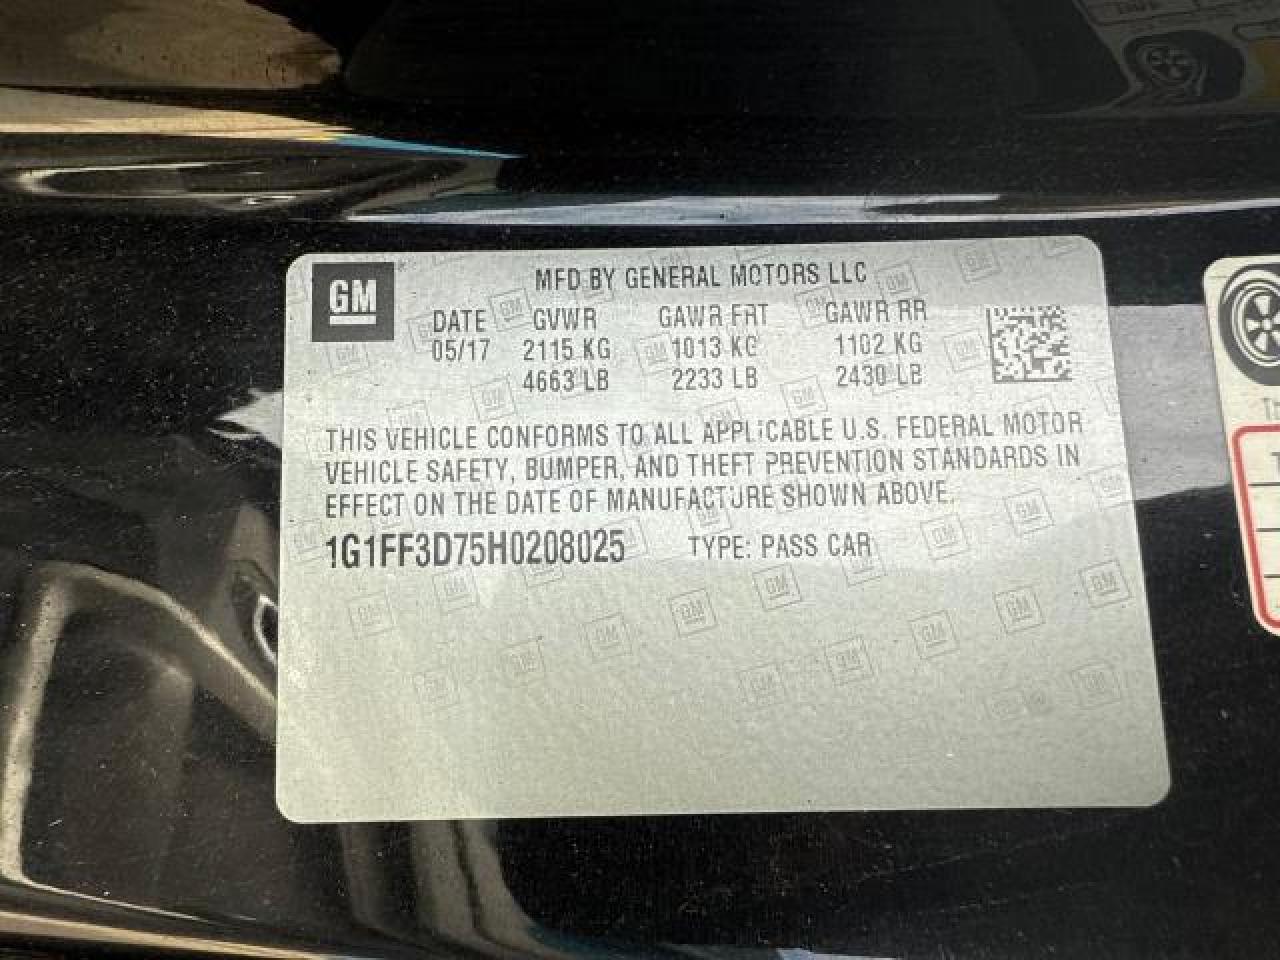 GM
MFD BY GENERAL MOTORS LLC
DATE GVWR GAWR FRT GAWR RR
05/17 2115 KG 1013 KG 1102 KG
4663 LB 2233 LB 2430 LB
THIS VEHICLE CONFORMS TO ALL APPLICABLE U.S. FEDERAL MOTOR
VEHICLE SAFETY, BUMPER, AND THEFT PREVENTION STANDARDS IN
EFFECT ON THE DATE OF MANUFACTURE SHOWN ABOVE.
1G1FF3D75H0208025 TYPE: PASS CAR